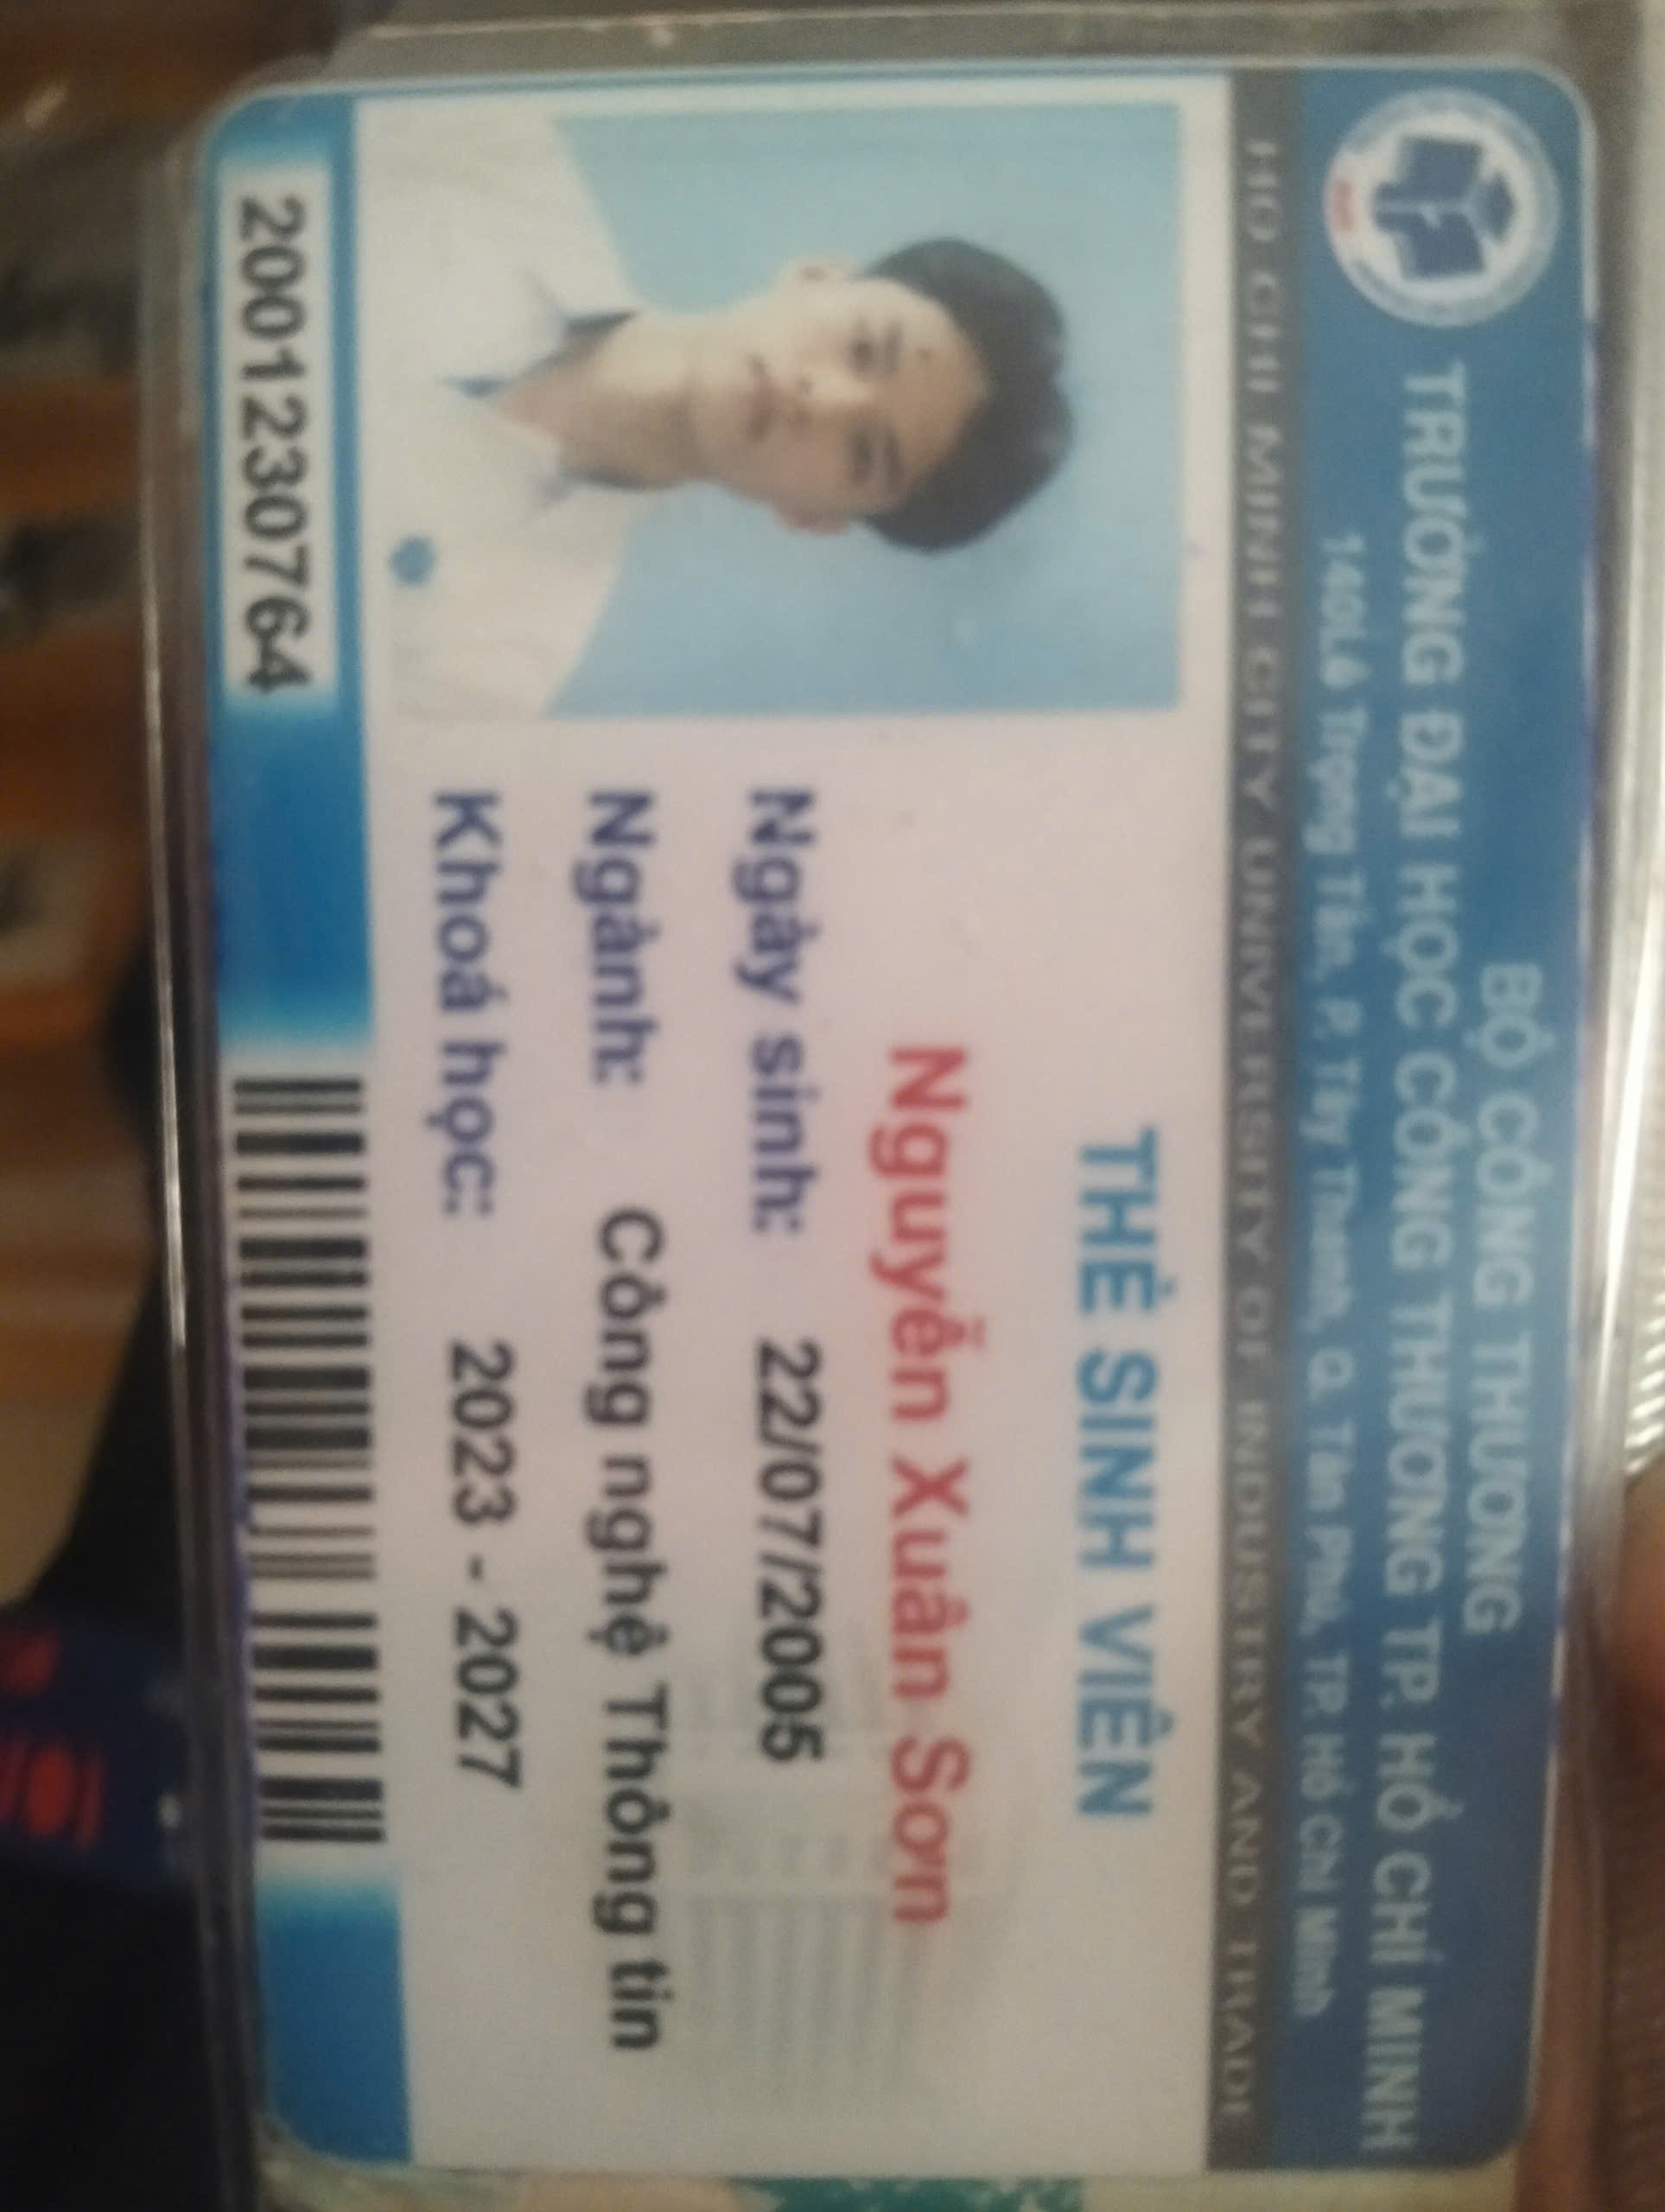 BỘ CÔNG THƯƠNG
TRƯỜNG ĐẠI HỌC CÔNG THƯƠNG TP. HỒ CHÍ MINH
140 Lê Trọng Tấn, P. Tây Thạnh, Q. Tân Phú, TP. Hồ Chí Minh
HO CHI MINH CITY UNIVERSITY OF INDUSTRY AND TRADE
THẺ SINH VIÊN
Nguyễn Xuân Sơn
Ngày sinh: 22/07/2005
Ngành: Công nghệ Thông tin
Khoá học: 2023 - 2027
2001230764